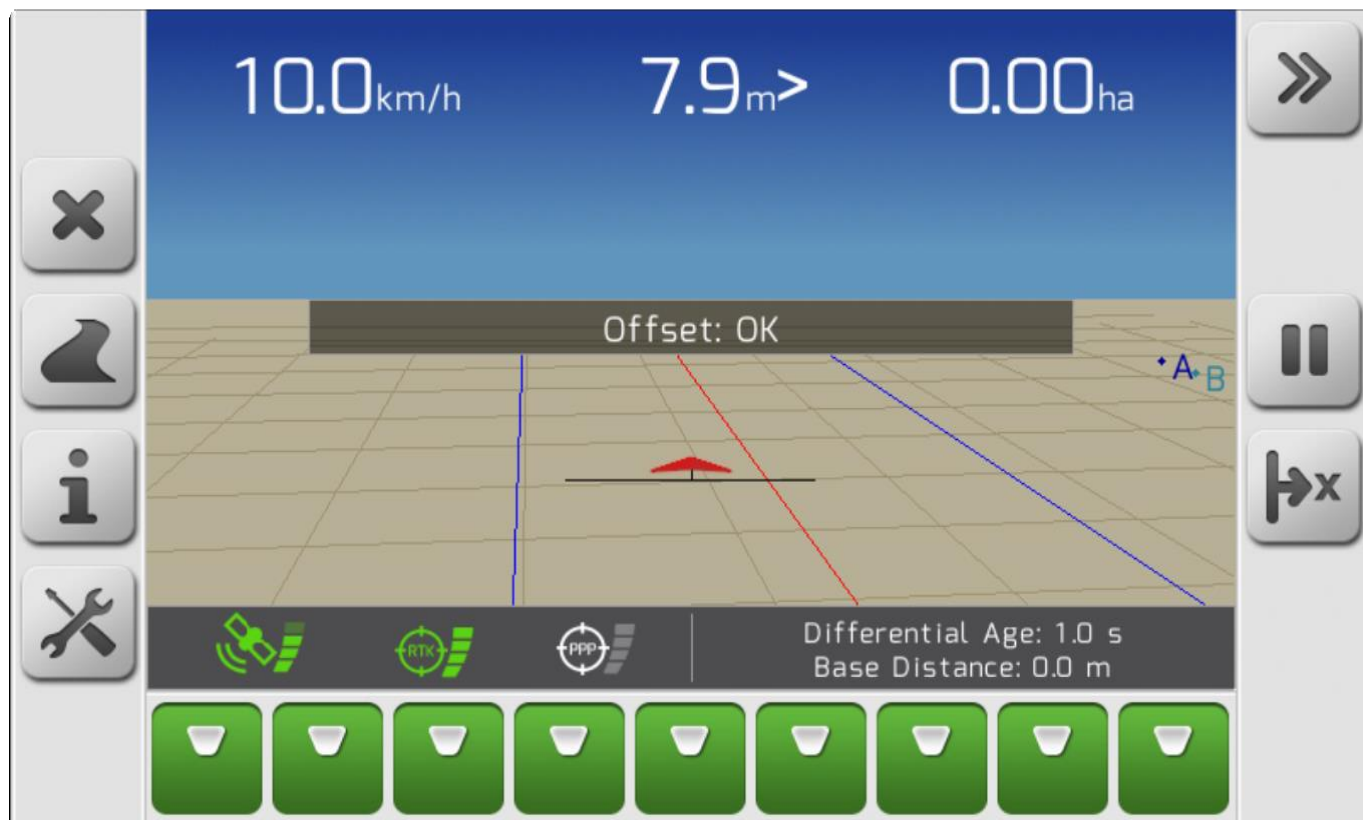 10.0km/h 7.9m> 0.00ha
Offset: OK
A B
x
RTK PPP
Differential Age: 1.0 s
Base Distance: 0.0 m